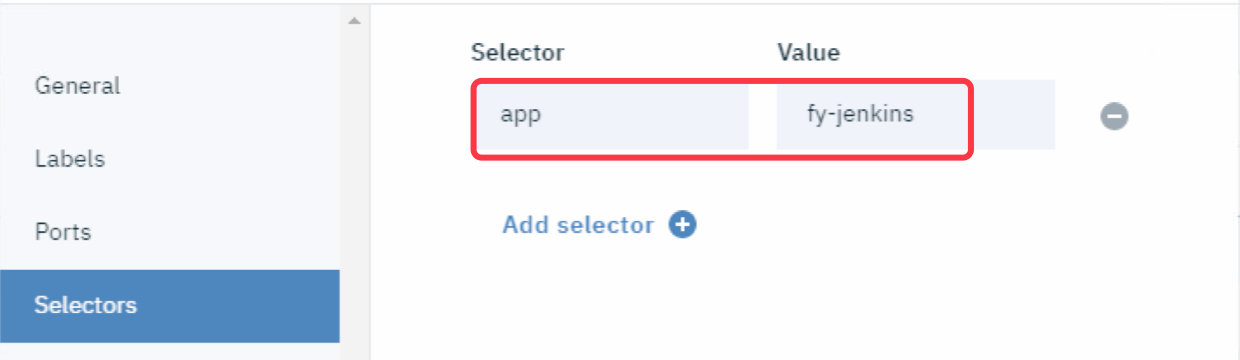 General
Labels
Ports
Selectors
Selector Value
app fy-jenkins
Add selector